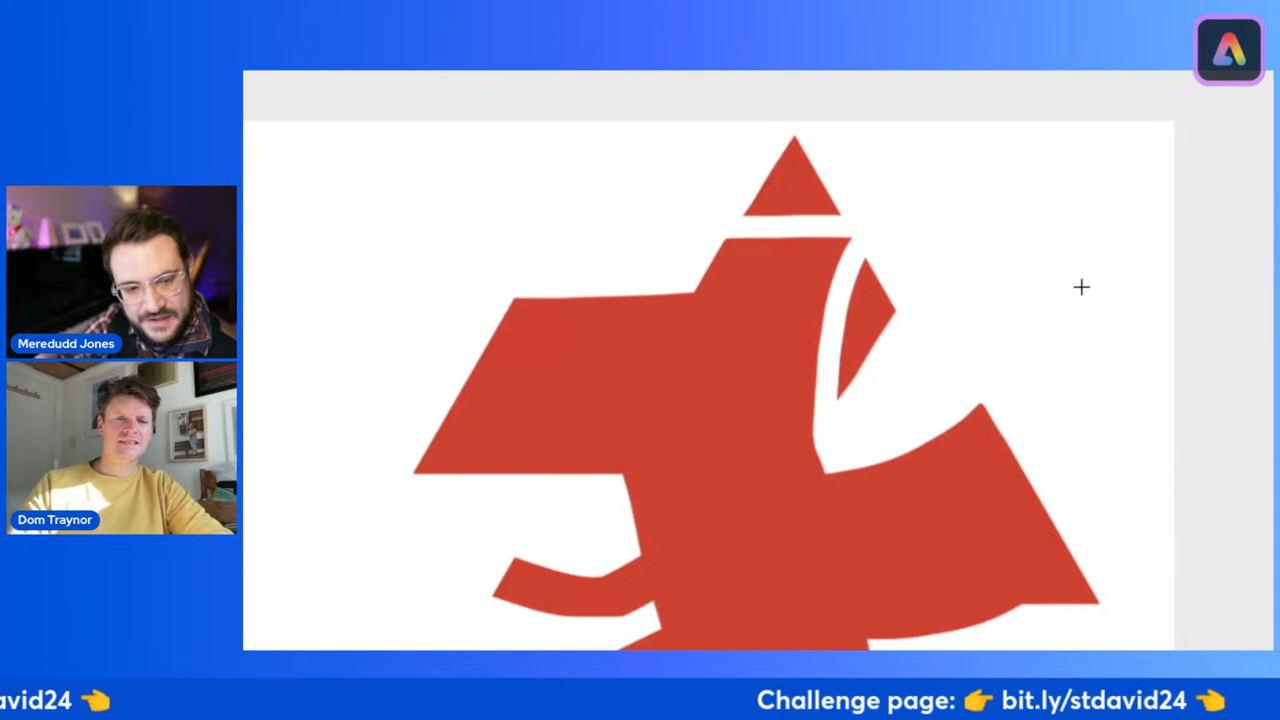 Meredudd Jones
Dom Traynor
avid24 👈 Challenge page: 👉 bit.ly/stdavid24 👈